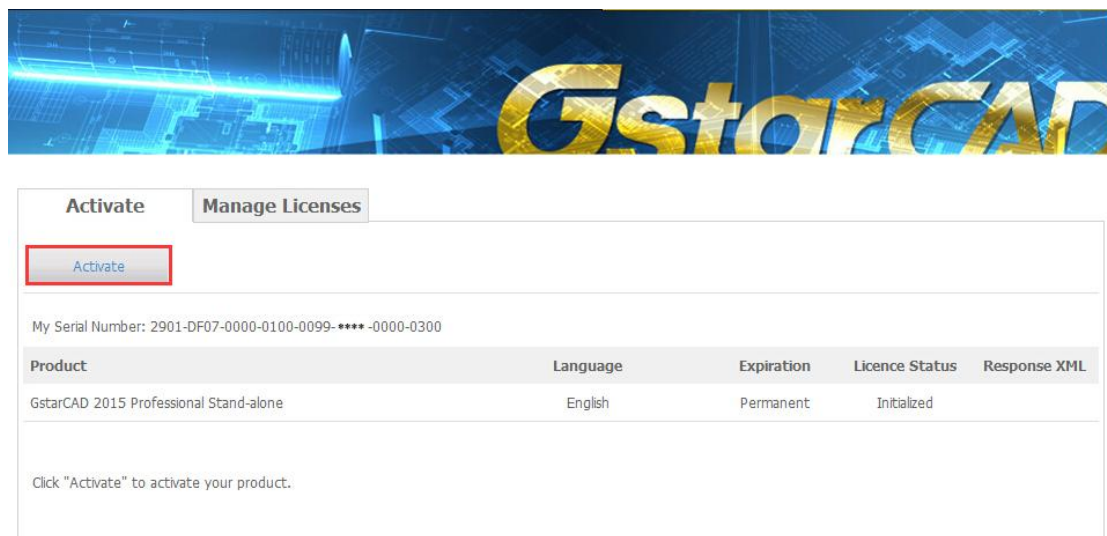 GstarCAD
Activate Manage Licenses
Activate
My Serial Number: 2901-DF07-0000-0100-0099-****-0000-0300
Product Language Expiration Licence Status Response XML
GstarCAD 2015 Professional Stand-alone English Permanent Initialized
Click "Activate" to activate your product.